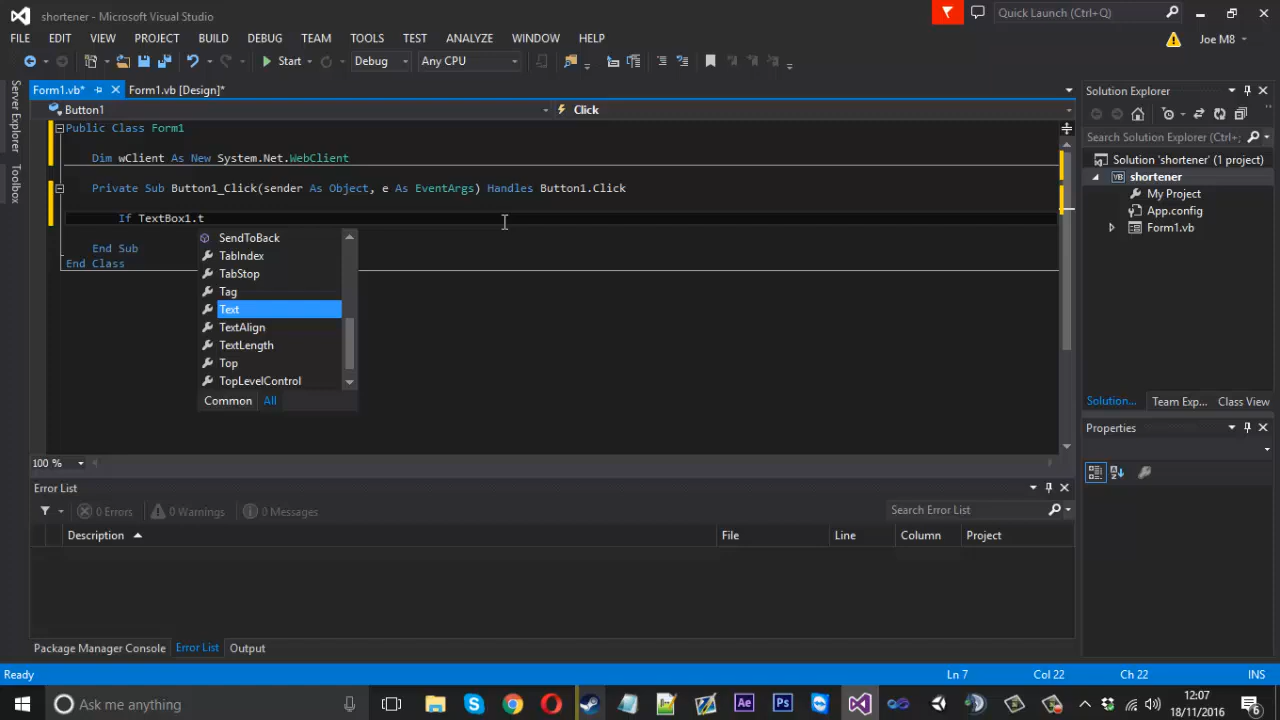 shortener - Microsoft Visual Studio
Quick Launch (Ctrl+Q)
FILE EDIT VIEW PROJECT BUILD DEBUG TEAM TOOLS TEST ANALYZE WINDOW HELP
Joe M8
Start Debug Any CPU
Server Explorer
Toolbox
Form1.vb* Form1.vb [Design]*
Button1 Click
Public Class Form1
Dim wClient As New System.Net.WebClient
Private Sub Button1_Click(sender As Object, e As EventArgs) Handles Button1.Click
If TextBox1.t
End Sub
End Class
SendToBack
TabIndex
TabStop
Tag
Text
TextAlign
TextLength
Top
TopLevelControl
Common All
100 %
Solution Explorer
Search Solution Explorer (Ctrl+;
Solution 'shortener' (1 project)
shortener
My Project
App.config
Form1.vb
Solution... Team Exp... Class View
Properties
Error List
0 Errors 0 Warnings 0 Messages
Search Error List
Description File Line Column Project
Package Manager Console Error List Output
Ready Ln 7 Col 22 Ch 22 INS
Ask me anything
12:07
18/11/2016
6